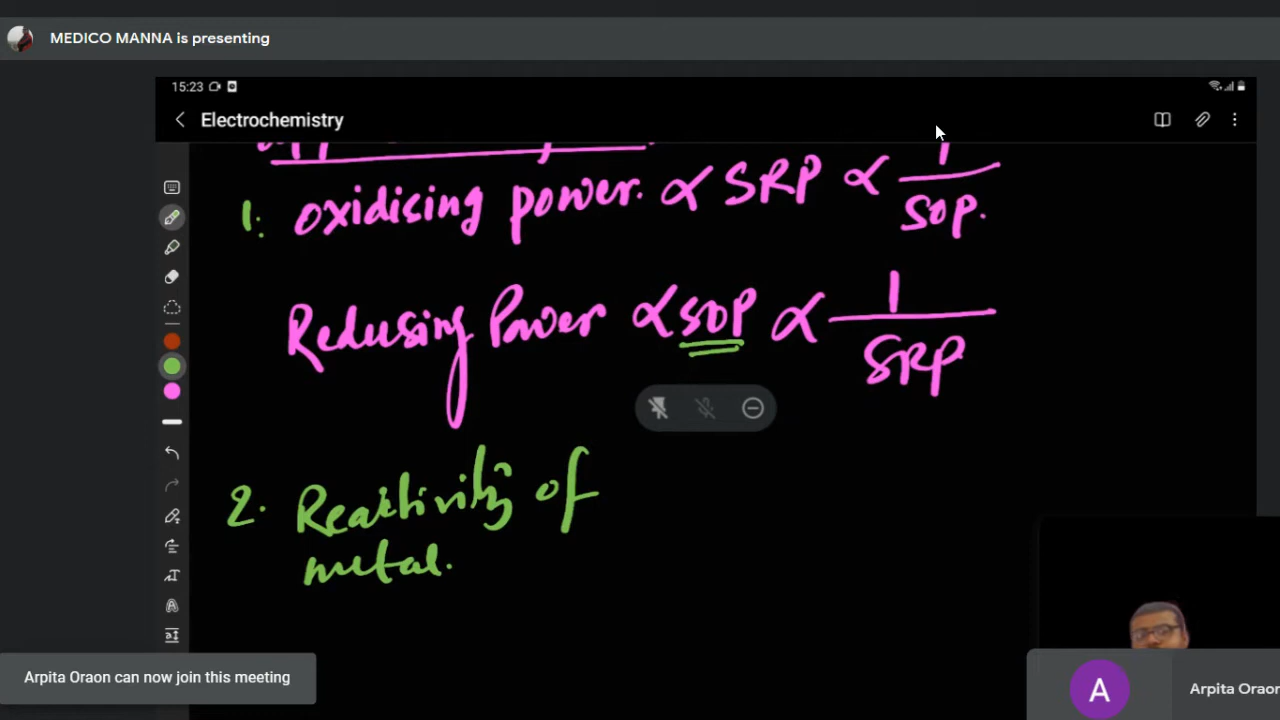 MEDICO MANNA is presenting
15:23
Electrochemistry
1. oxidising power. ∝ SRP ∝ 1/SOP.
Redusing Power ∝ SOP ∝ 1/SRP
2. Reactivity of
metal.
Arpita Oraon can now join this meeting
A
Arpita Oraon